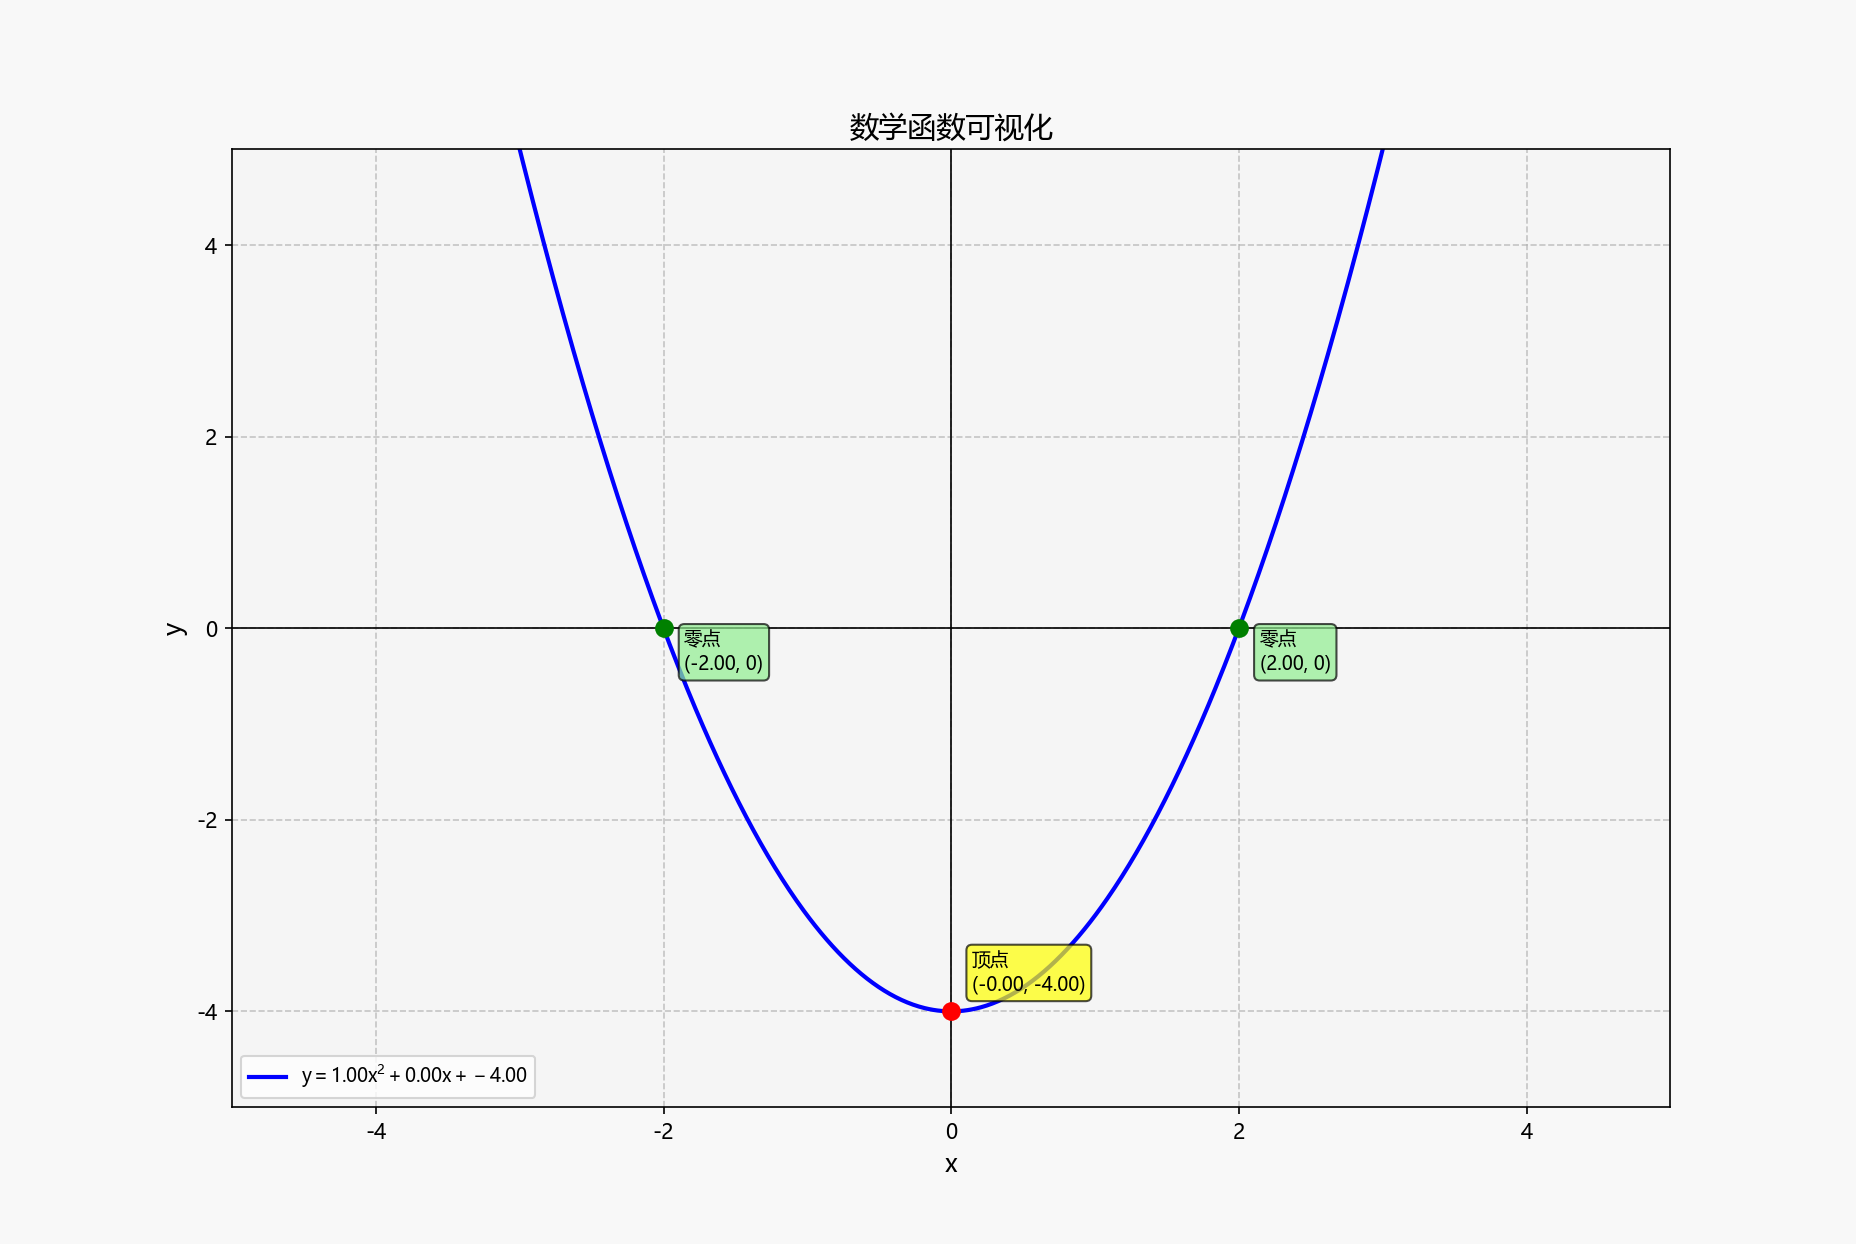 数学函数可视化
4
2
0
-2
-4
y
零点
(-2.00, 0)
零点
(2.00, 0)
顶点
(-0.00, -4.00)
y = 1.00x² + 0.00x + − 4.00
-4
-2
0
2
4
x